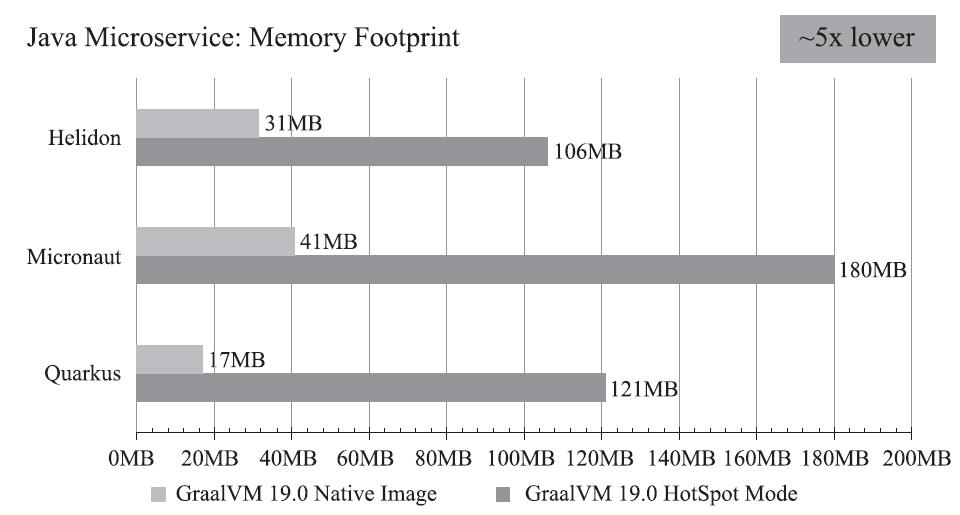 Java Microservice: Memory Footprint
~5x lower
Helidon
31MB
106MB
Micronaut
41MB
180MB
Quarkus
17MB
121MB
0MB 20MB 40MB 60MB 80MB 100MB 120MB 140MB 160MB 180MB 200MB
GraalVM 19.0 Native Image GraalVM 19.0 HotSpot Mode